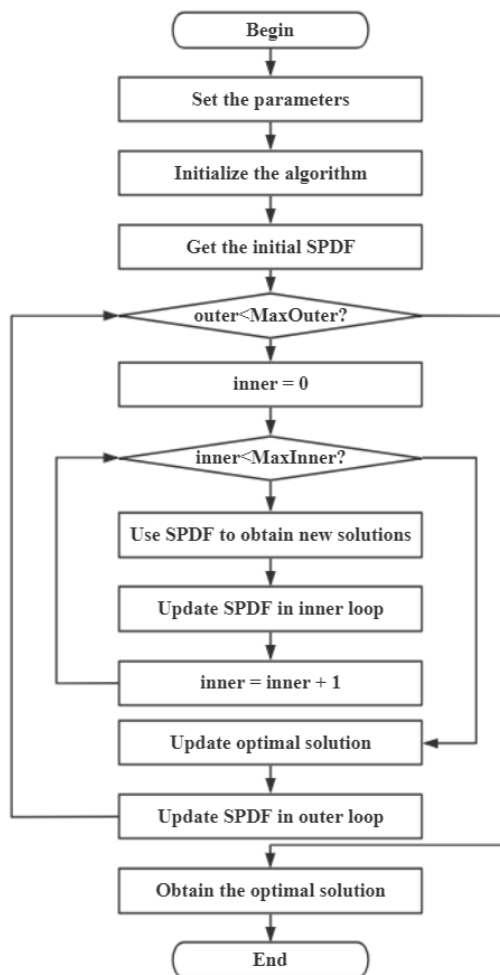 Begin
Set the parameters
Initialize the algorithm
Get the initial SPDF
outer<MaxOuter?
inner = 0
inner<MaxInner?
Use SPDF to obtain new solutions
Update SPDF in inner loop
inner = inner + 1
Update optimal solution
Update SPDF in outer loop
Obtain the optimal solution
End